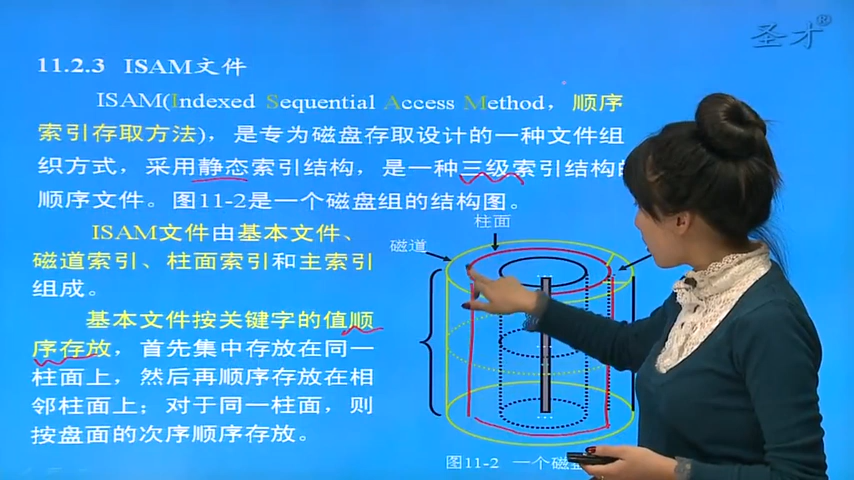 圣才®
11.2.3 ISAM文件
ISAM(Indexed Sequential Access Method，顺序
索引存取方法)，是专为磁盘存取设计的一种文件组
织方式，采用静态索引结构，是一种三级索引结构
顺序文件。图11-2是一个磁盘组的结构图。
ISAM文件由基本文件、
磁道索引、柱面索引和主索引
组成。
基本文件按关键字的值顺
序存放，首先集中存放在同一
柱面上，然后再顺序存放在相
邻柱面上；对于同一柱面，则
按盘面的次序顺序存放。
柱面
磁道
图11-2 一个磁